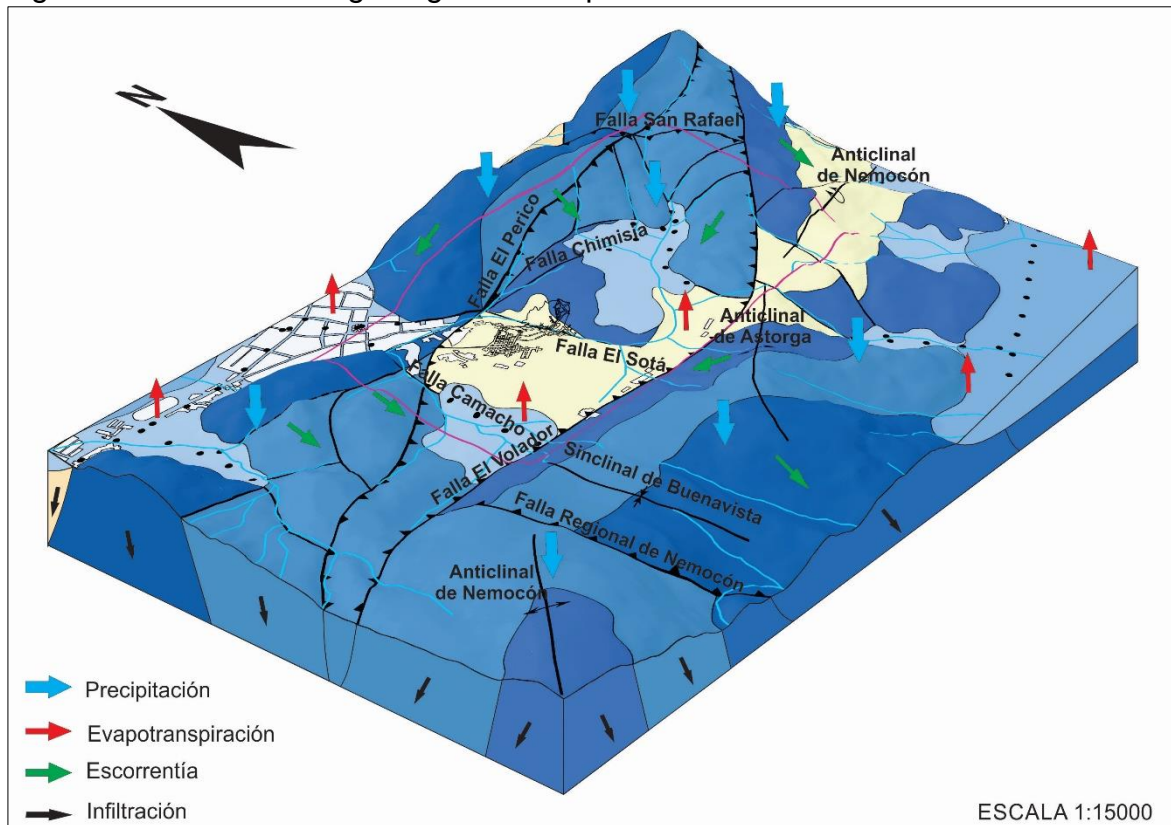 N
Falla San Rafael
Anticlinal
de Nemocón
Falla El Perico
Falla Chimisia
Anticlinal
de Astorga
Falla El Sotá
Falla Camacho
Falla El Volador
Sinclinal de Buenavista
Falla Regional de Nemocón
Anticlinal
de Nemocón
Precipitación
Evapotranspiración
Escorrentía
Infiltración
ESCALA 1:15000